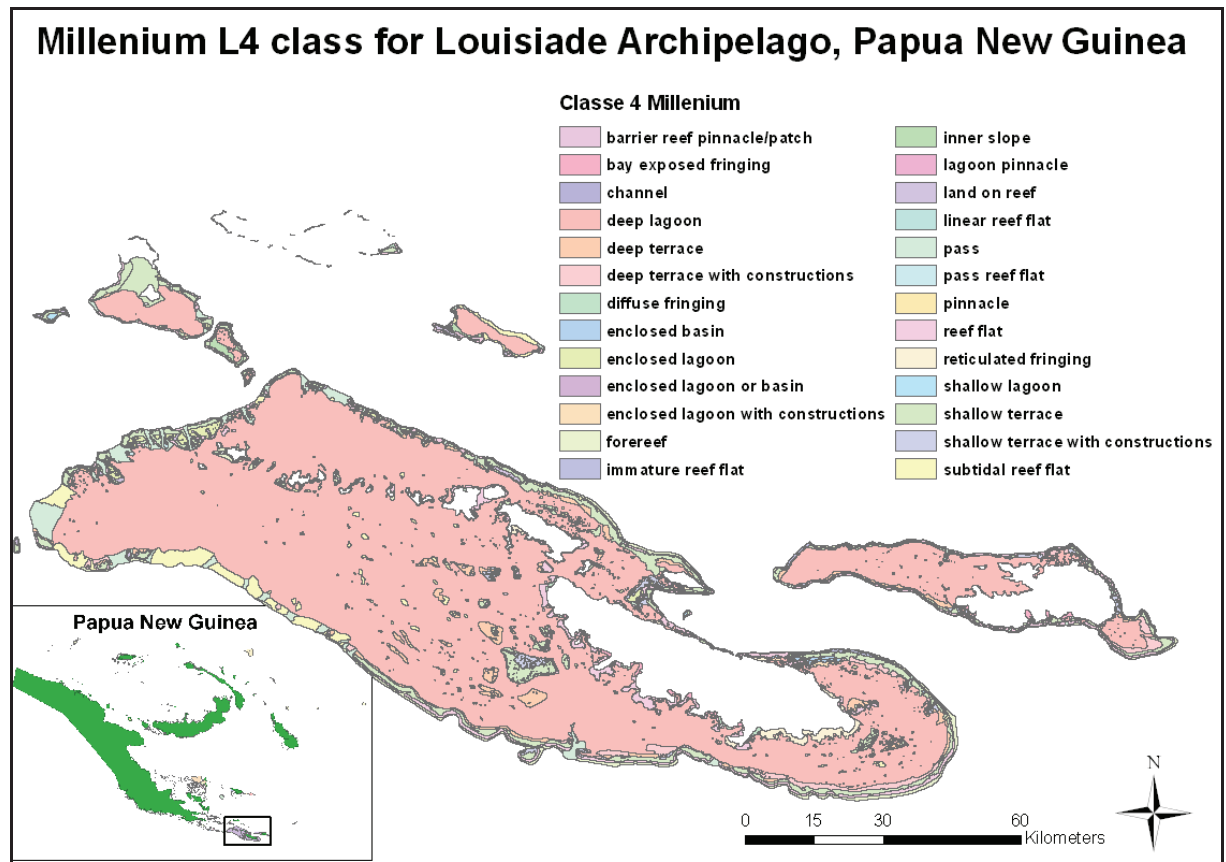 Millenium L4 class for Louisiade Archipelago, Papua New Guinea
Classe 4 Millenium
barrier reef pinnacle/patch
bay exposed fringing
channel
deep lagoon
deep terrace
deep terrace with constructions
diffuse fringing
enclosed basin
enclosed lagoon
enclosed lagoon or basin
enclosed lagoon with constructions
forereef
immature reef flat
inner slope
lagoon pinnacle
land on reef
linear reef flat
pass
pass reef flat
pinnacle
reef flat
reticulated fringing
shallow lagoon
shallow terrace
shallow terrace with constructions
subtidal reef flat
Papua New Guinea
N
0 15 30 60
Kilometers